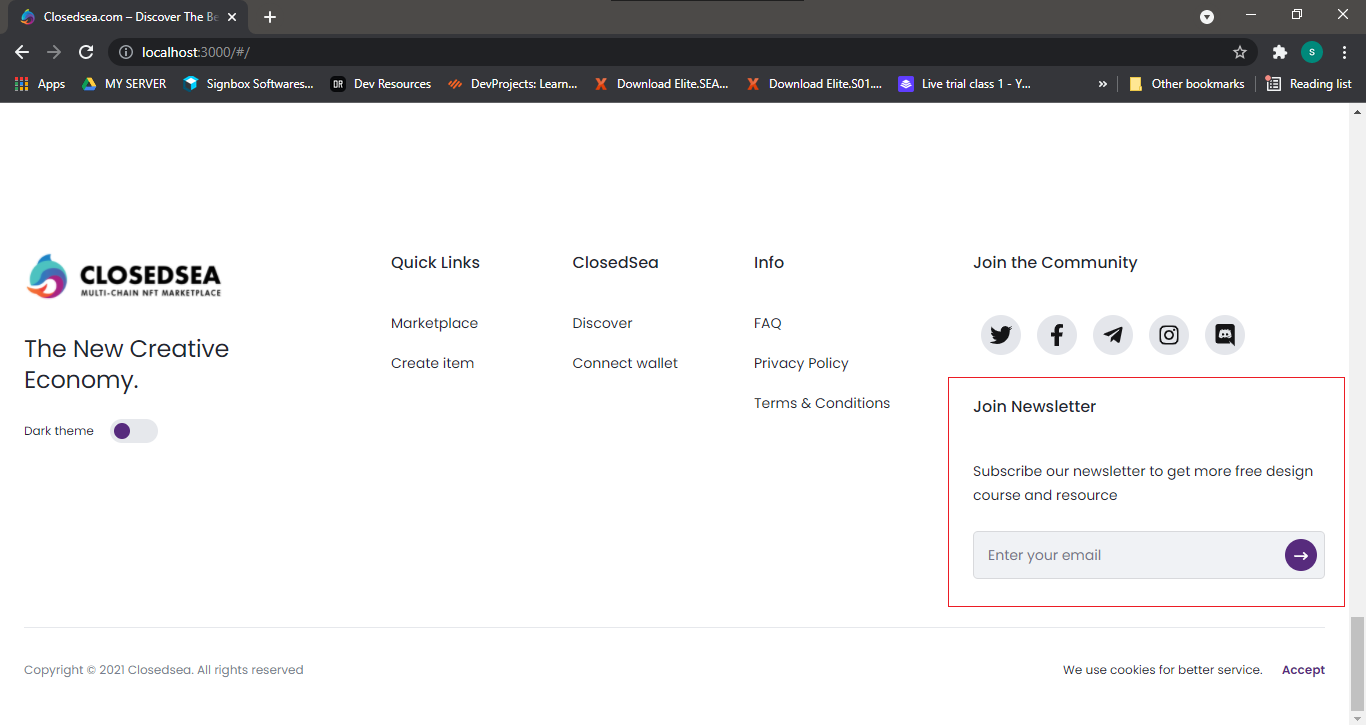 Closedsea.com – Discover The Be
localhost:3000/#/
S
Apps
MY SERVER
Signbox Softwares...
DR
Dev Resources
DevProjects: Learn...
X
Download Elite.SEA...
X
Download Elite.S01....
Live trial class 1 - Y...
»
Other bookmarks
Reading list
CLOSEDSEA
MULTI-CHAIN NFT MARKETPLACE
The New Creative
Economy.
Dark theme
Quick Links
Marketplace
Create item
ClosedSea
Discover
Connect wallet
Info
FAQ
Privacy Policy
Terms & Conditions
Join the Community
Join Newsletter
Subscribe our newsletter to get more free design
course and resource
Enter your email
Copyright © 2021 Closedsea. All rights reserved
We use cookies for better service.
Accept